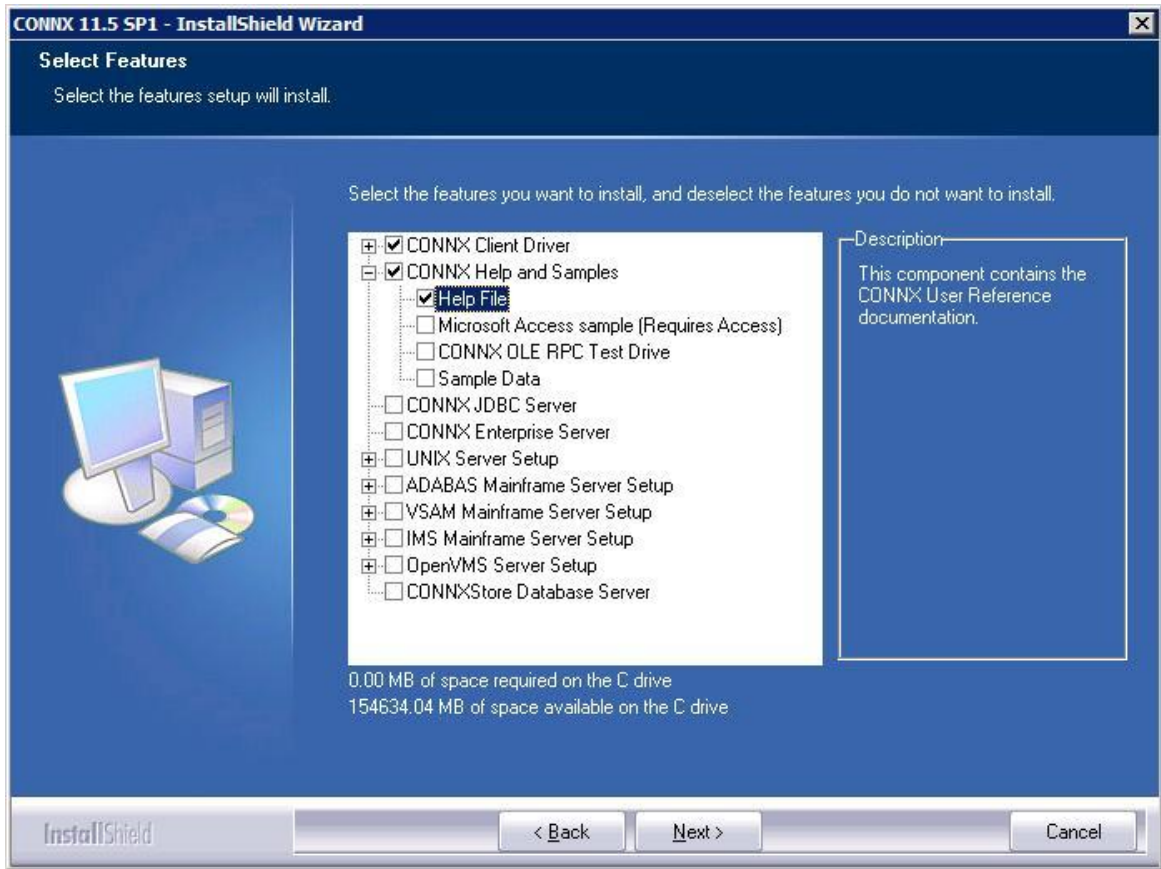 CONNX 11.5 SP1 - InstallShield Wizard
Select Features
Select the features setup will install.
Select the features you want to install, and deselect the features you do not want to install.
CONNX Client Driver
CONNX Help and Samples
Help File
Microsoft Access sample (Requires Access)
CONNX OLE RPC Test Drive
Sample Data
CONNX JDBC Server
CONNX Enterprise Server
UNIX Server Setup
ADABAS Mainframe Server Setup
VSAM Mainframe Server Setup
IMS Mainframe Server Setup
OpenVMS Server Setup
CONNXStore Database Server
Description
This component contains the
CONNX User Reference
documentation.
0.00 MB of space required on the C drive
154634.04 MB of space available on the C drive
InstallShield
< Back
Next >
Cancel